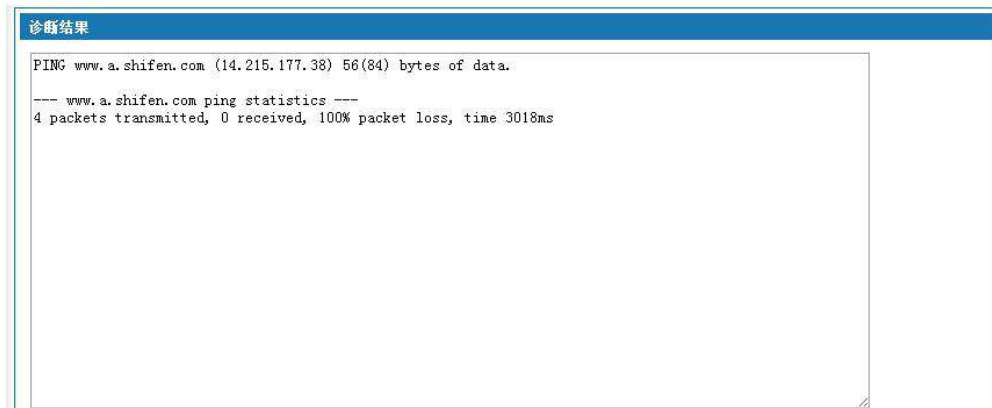 诊断结果
PING www.a.shifen.com (14.215.177.38) 56(84) bytes of data.
--- www.a.shifen.com ping statistics ---
4 packets transmitted, 0 received, 100% packet loss, time 3018ms